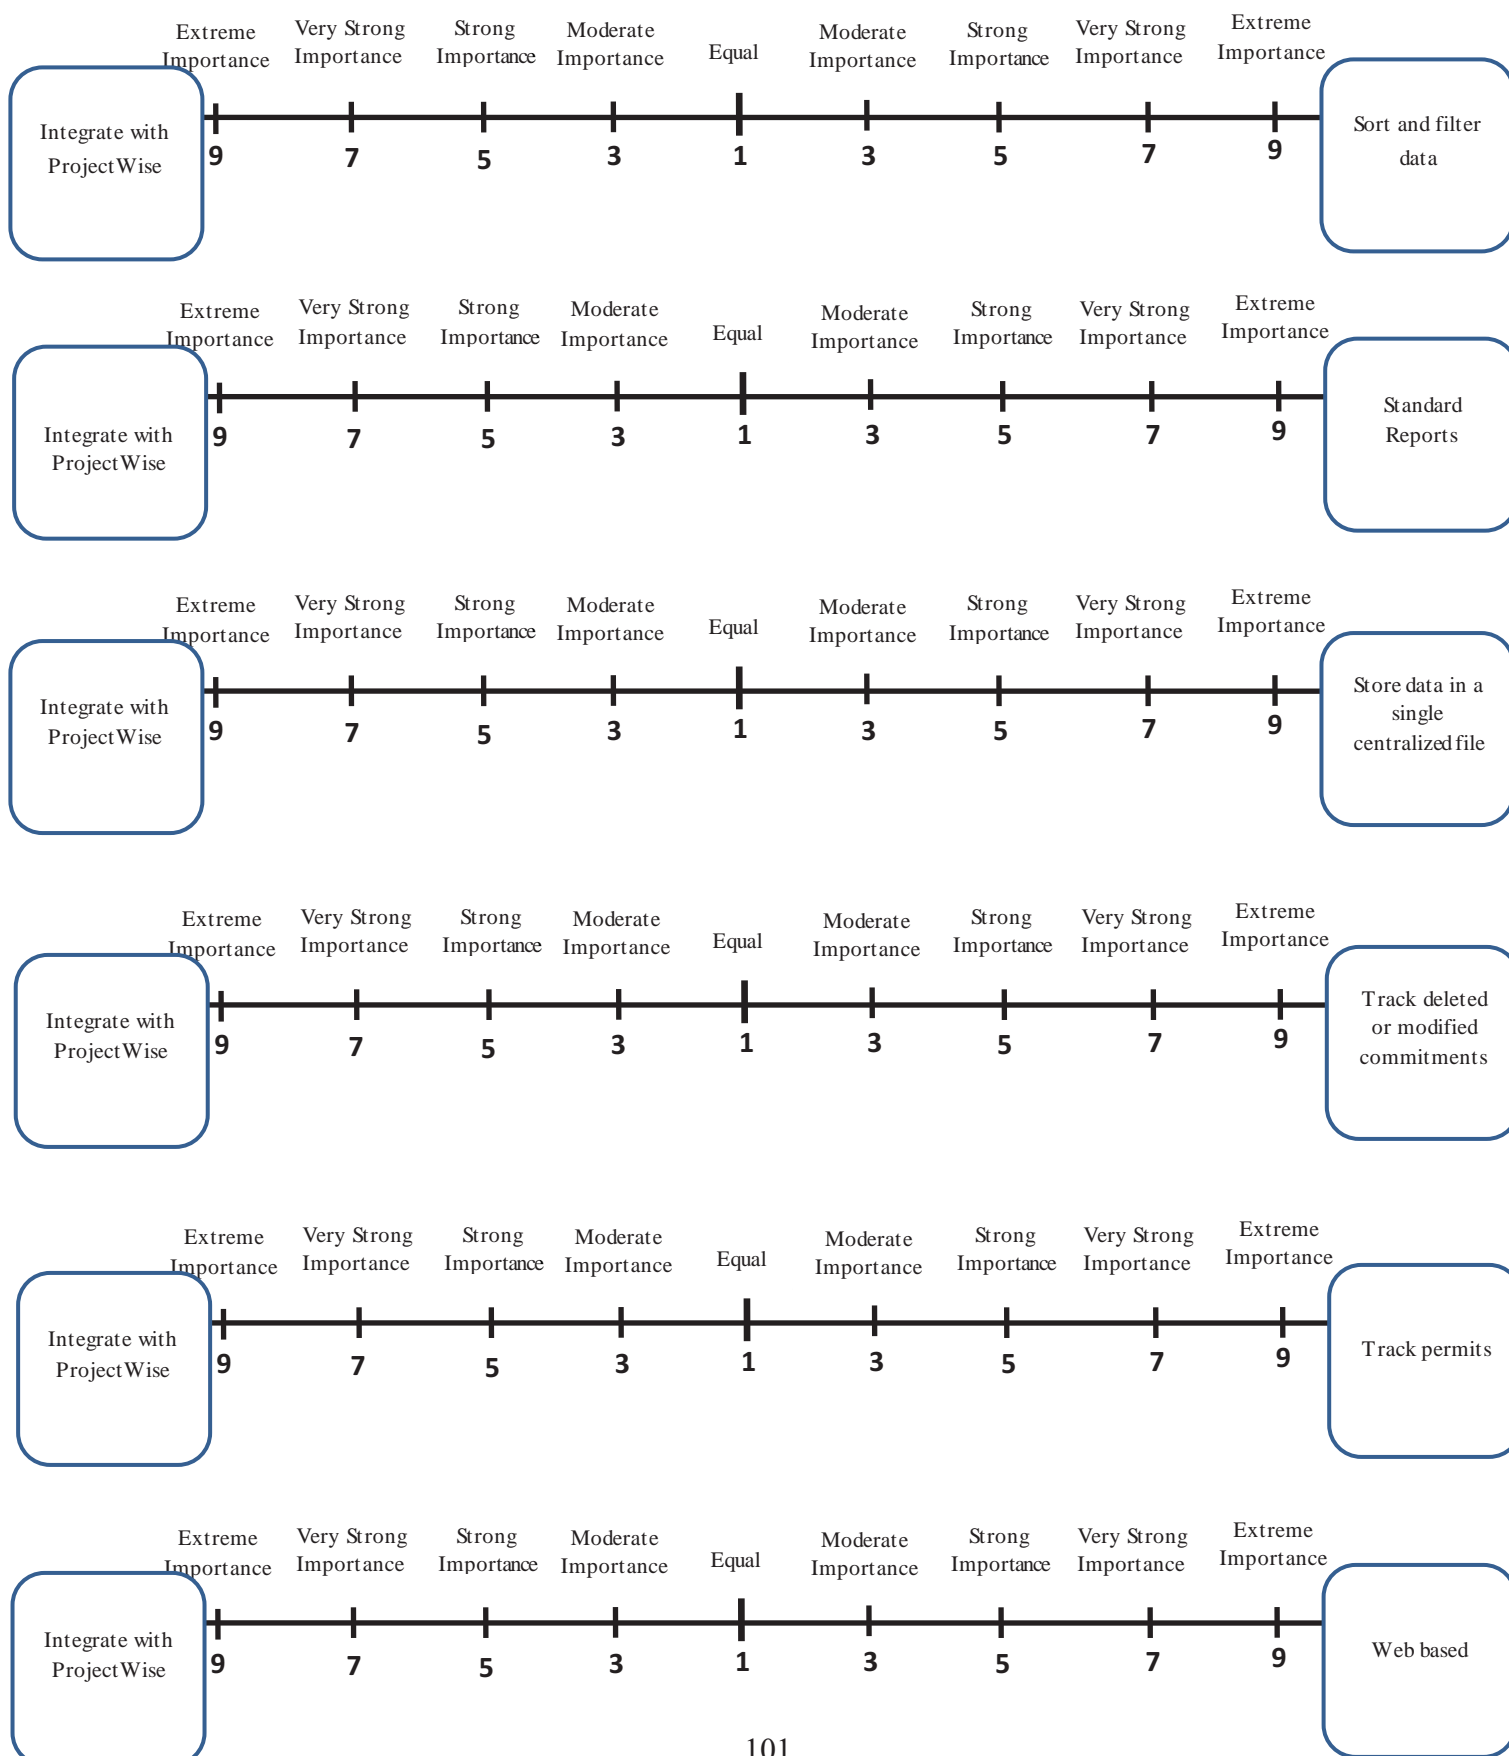 Extreme Very Strong Strong Moderate Equal Moderate Strong Very Strong Extreme
Importance Importance Importance Importance Importance Importance Importance Importance
Integrate with
ProjectWise
9 7 5 3 1 3 5 7 9
Sort and filter
data
Extreme Very Strong Strong Moderate Equal Moderate Strong Very Strong Extreme
Importance Importance Importance Importance Importance Importance Importance Importance
Integrate with
ProjectWise
9 7 5 3 1 3 5 7 9
Standard
Reports
Extreme Very Strong Strong Moderate Equal Moderate Strong Very Strong Extreme
Importance Importance Importance Importance Importance Importance Importance Importance
Integrate with
ProjectWise
9 7 5 3 1 3 5 7 9
Store data in a
single
centralized file
Extreme Very Strong Strong Moderate Equal Moderate Strong Very Strong Extreme
Importance Importance Importance Importance Importance Importance Importance Importance
Integrate with
ProjectWise
9 7 5 3 1 3 5 7 9
Track deleted
or modified
commitments
Extreme Very Strong Strong Moderate Equal Moderate Strong Very Strong Extreme
Importance Importance Importance Importance Importance Importance Importance Importance
Integrate with
ProjectWise
9 7 5 3 1 3 5 7 9
Track permits
Extreme Very Strong Strong Moderate Equal Moderate Strong Very Strong Extreme
Importance Importance Importance Importance Importance Importance Importance Importance
Integrate with
ProjectWise
9 7 5 3 1 3 5 7 9
Web based
101